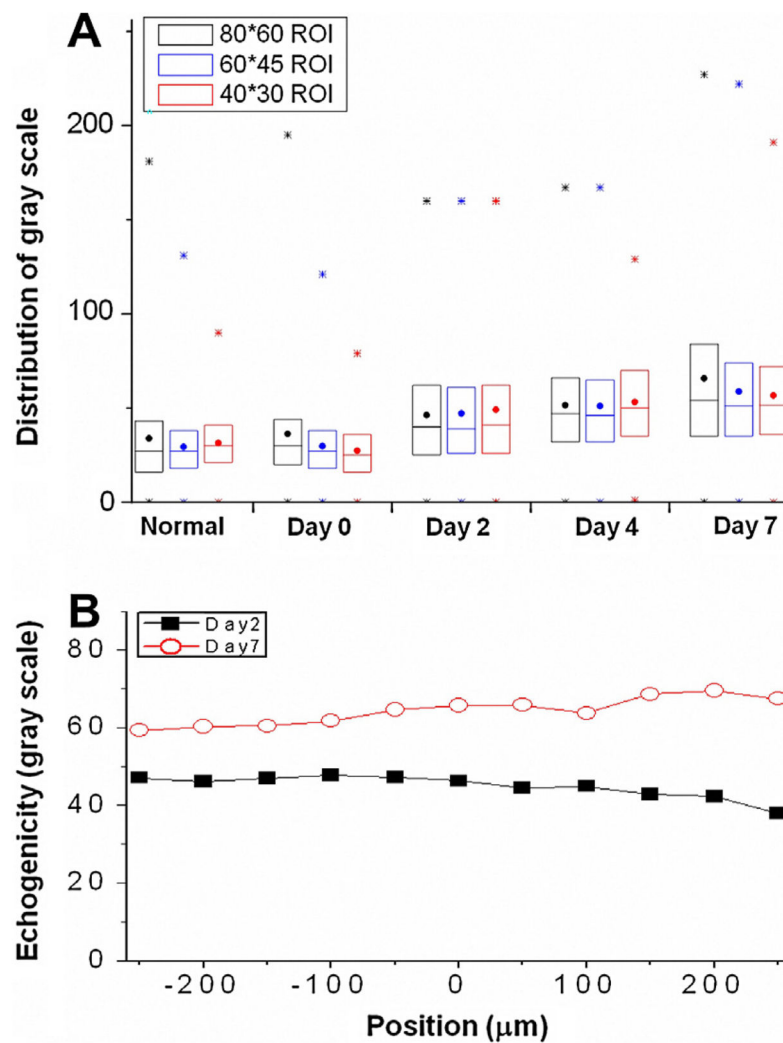 A
80*60 ROI
60*45 ROI
40*30 ROI
Distribution of gray scale
200
100
0
Normal Day 0 Day 2 Day 4 Day 7
B
Day2
Day7
Echogenicity (gray scale)
80
60
40
20
0
-200 -100 0 100 200
Position (μm)